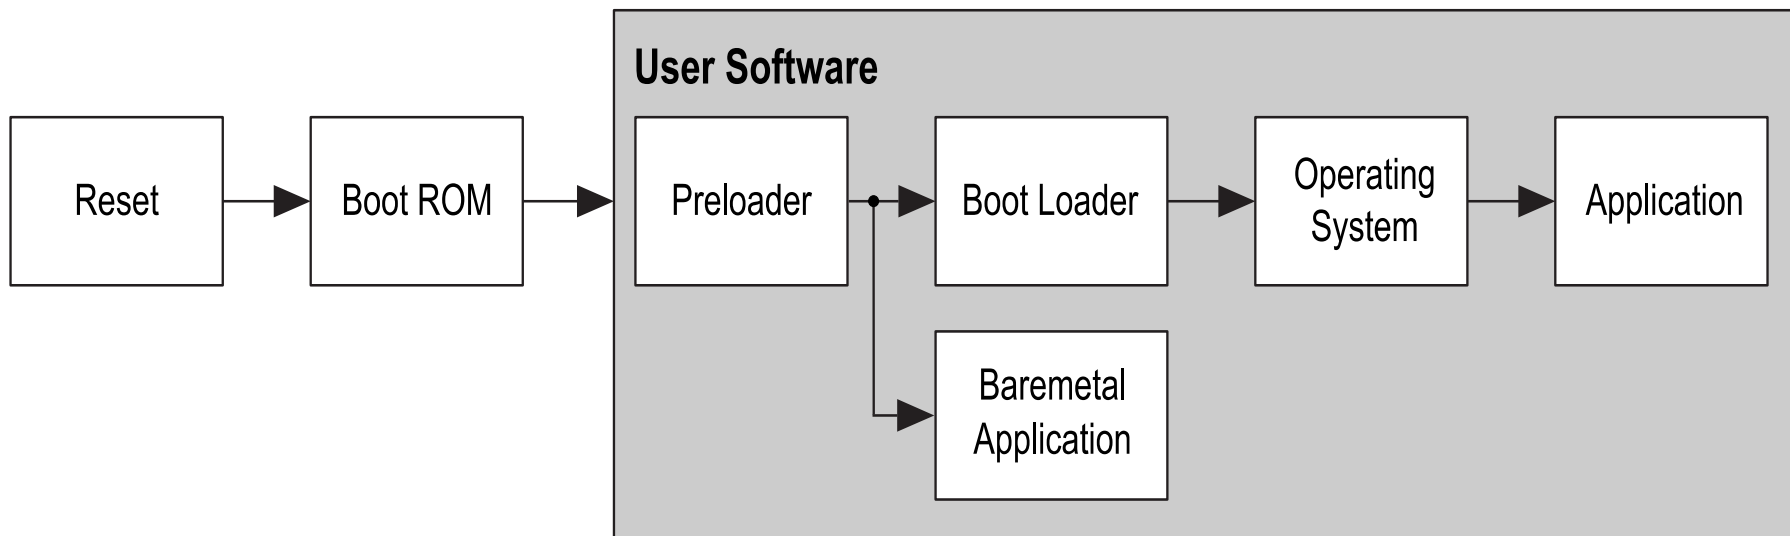 User Software
Reset
Boot ROM
Preloader
Boot Loader
Operating
System
Application
Baremetal
Application